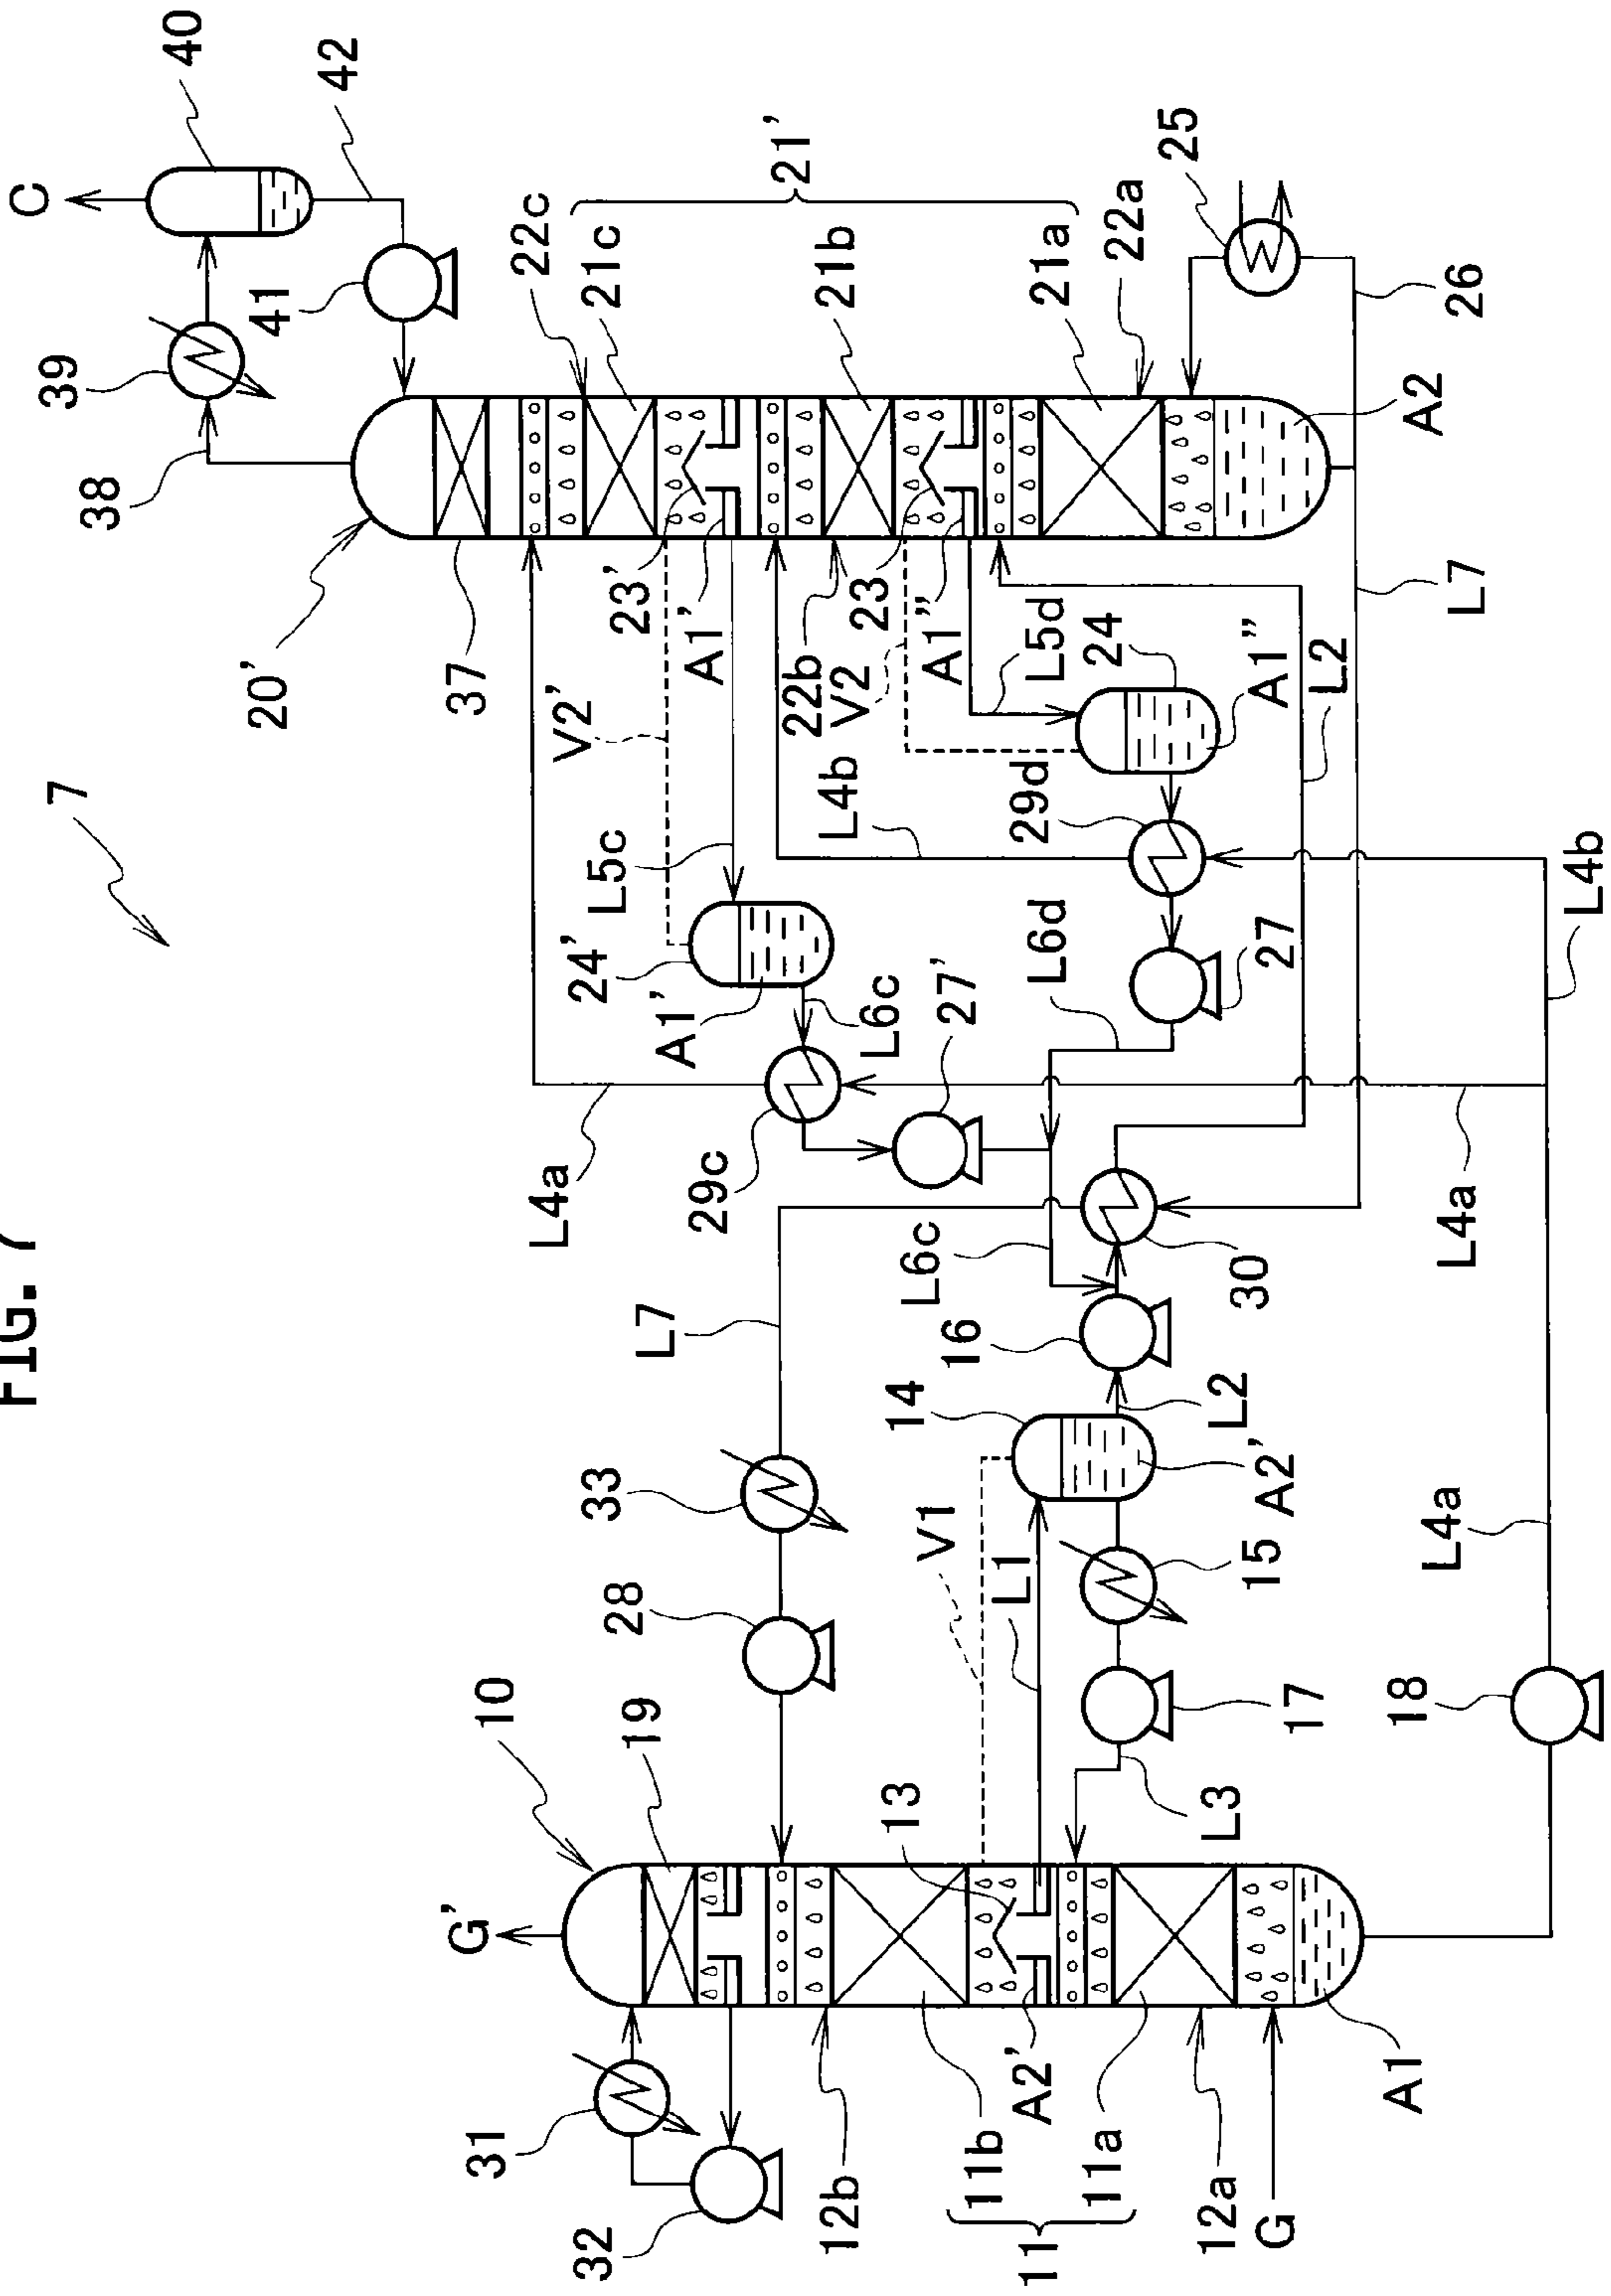 FIG. 7
7
C
40
42
39
41
38
20'
37
22c
21c
21'
21b
21a
22a
25
26
A2
L7
23'
A1'
V2'
22b
V2
23
A1"
L5d
24
A1"
L2
L5c
24'
A1'
L4b
29d
L6c
L6d
27
27'
L4b
L4a
29c
L4a
L7
L6c
30
16
14
L2
A2'
33
V1
L1
15
28
17
L4a
18
10
19
13
L3
G'
31
32
12b
11b
A2'
11
11a
12a
G
A1